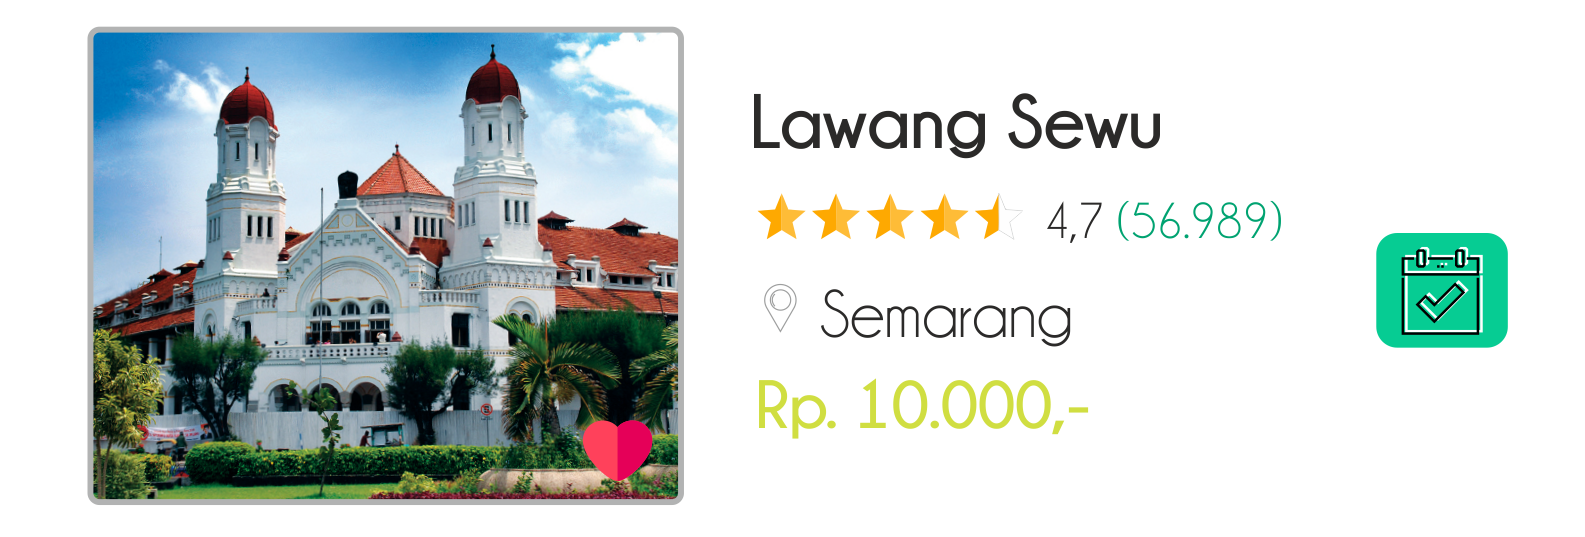 Lawang Sewu
4,7 (56.989)
Semarang
Rp. 10.000,-